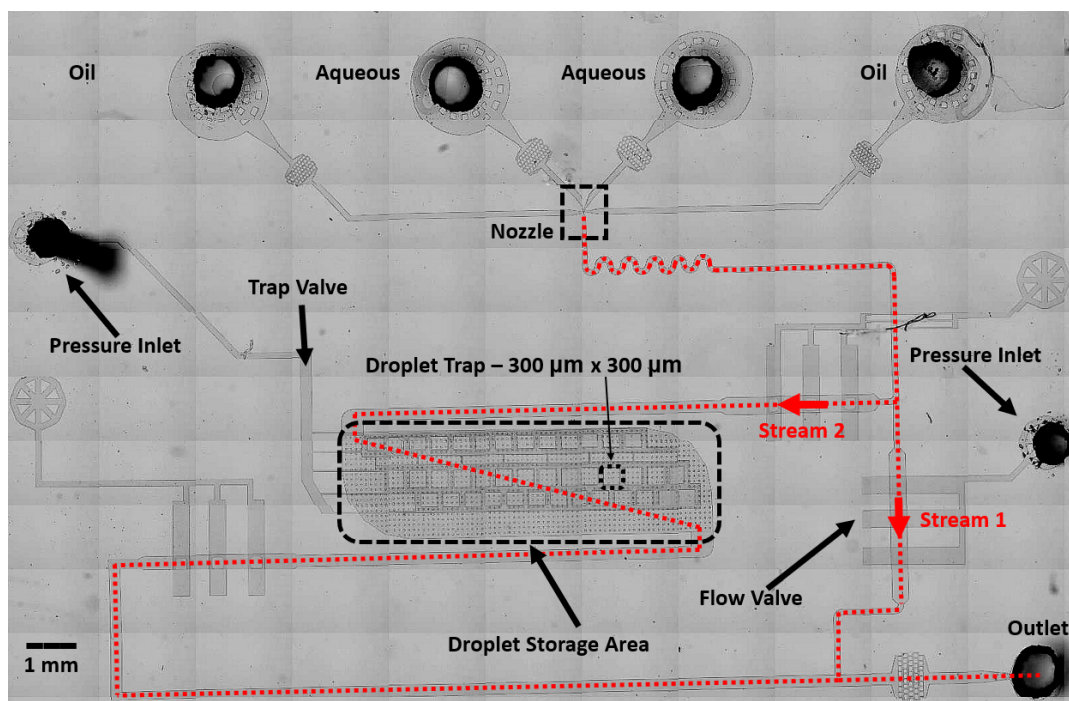 Oil
Aqueous
Aqueous
Oil
Nozzle
Pressure Inlet
Trap Valve
Droplet Trap – 300 µm x 300 µm
Pressure Inlet
Stream 2
Stream 1
Flow Valve
Droplet Storage Area
Outlet
1 mm